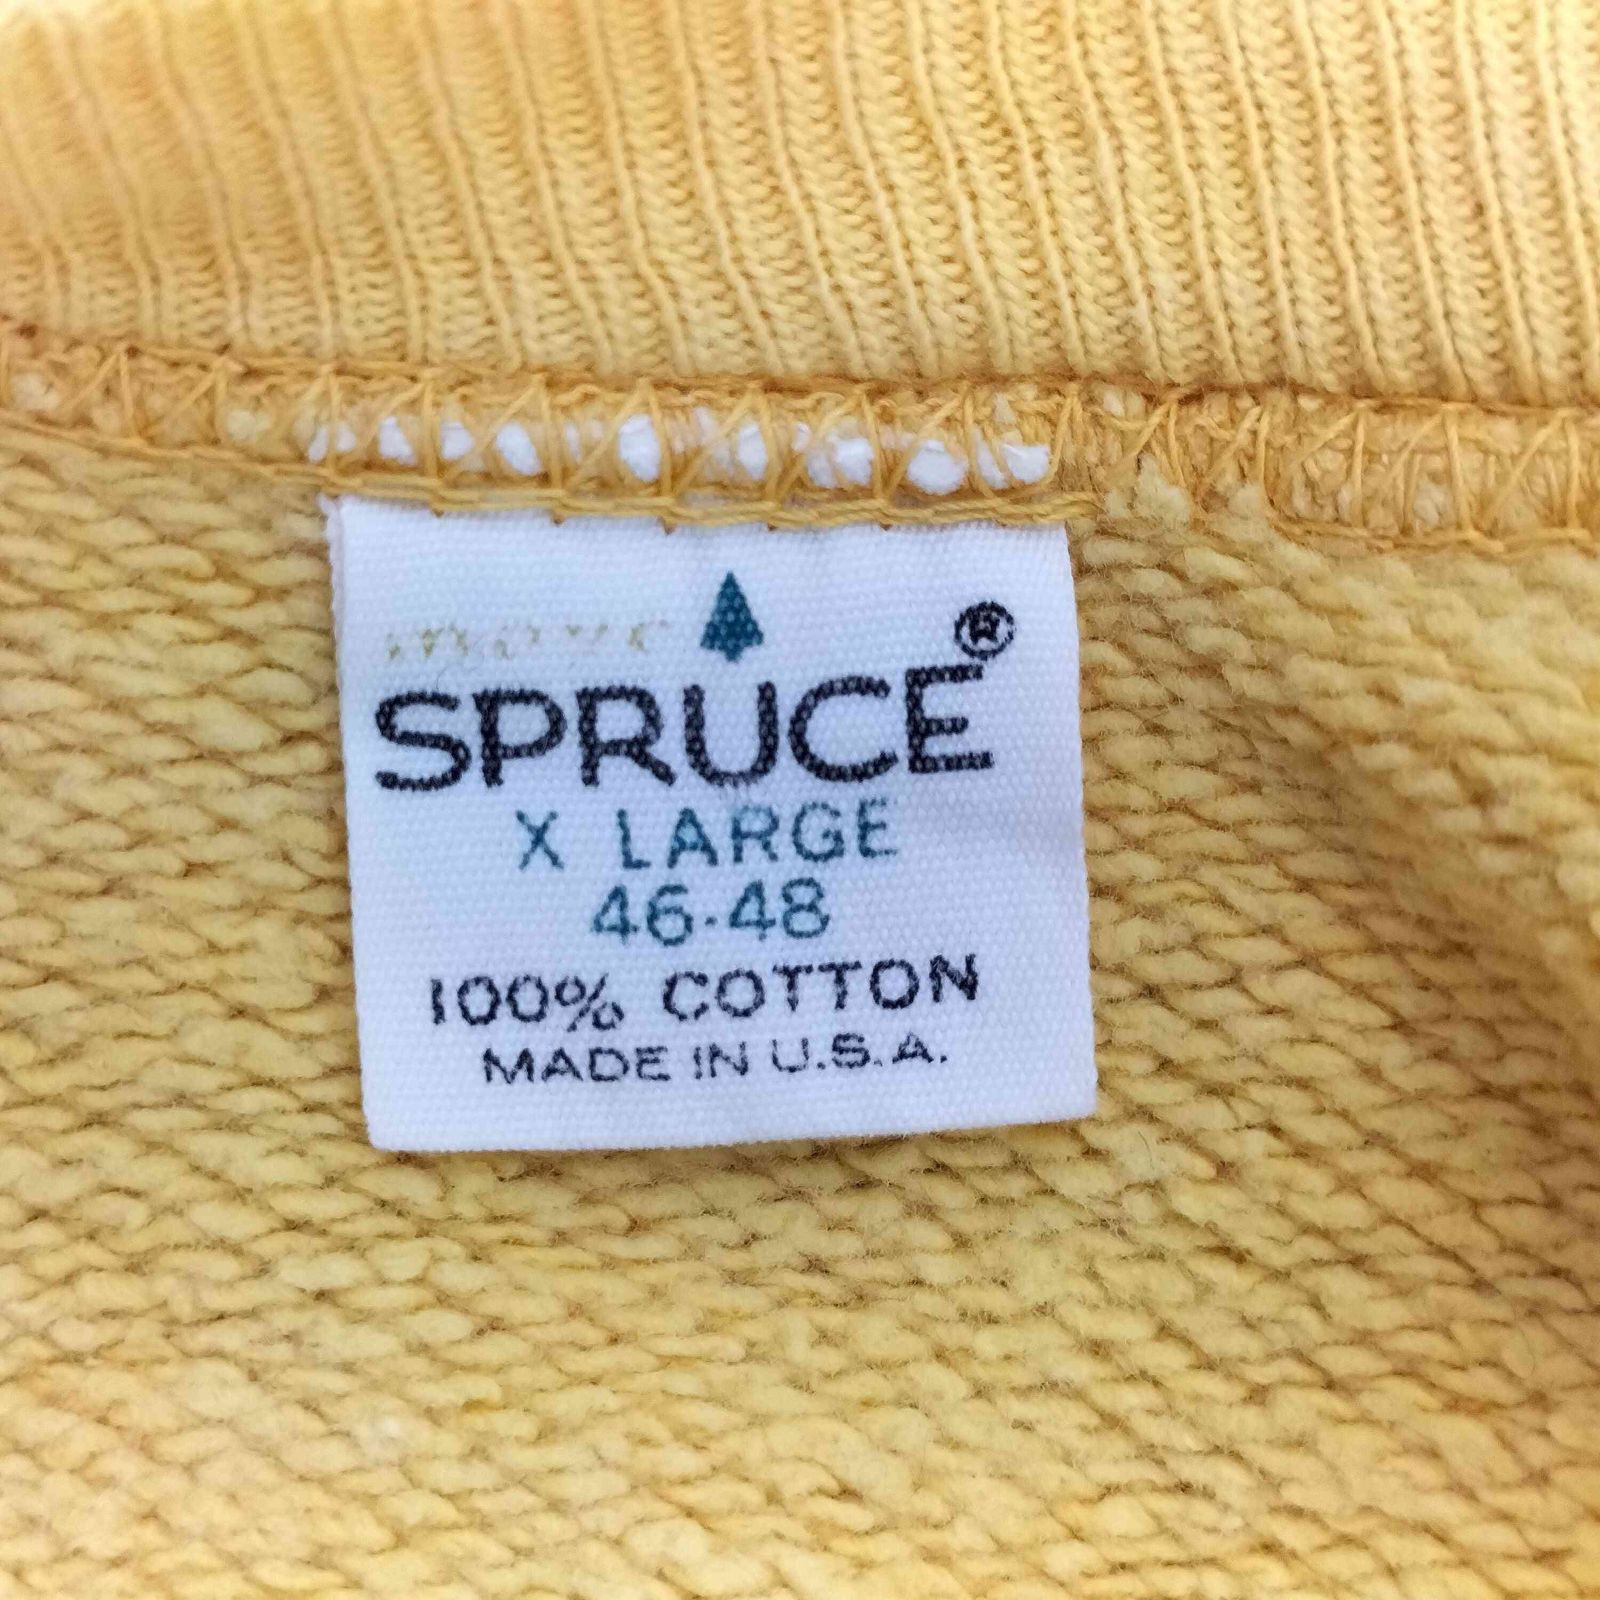 SPRUCE®
X LARGE
46-48
100% COTTON
MADE IN U.S.A.